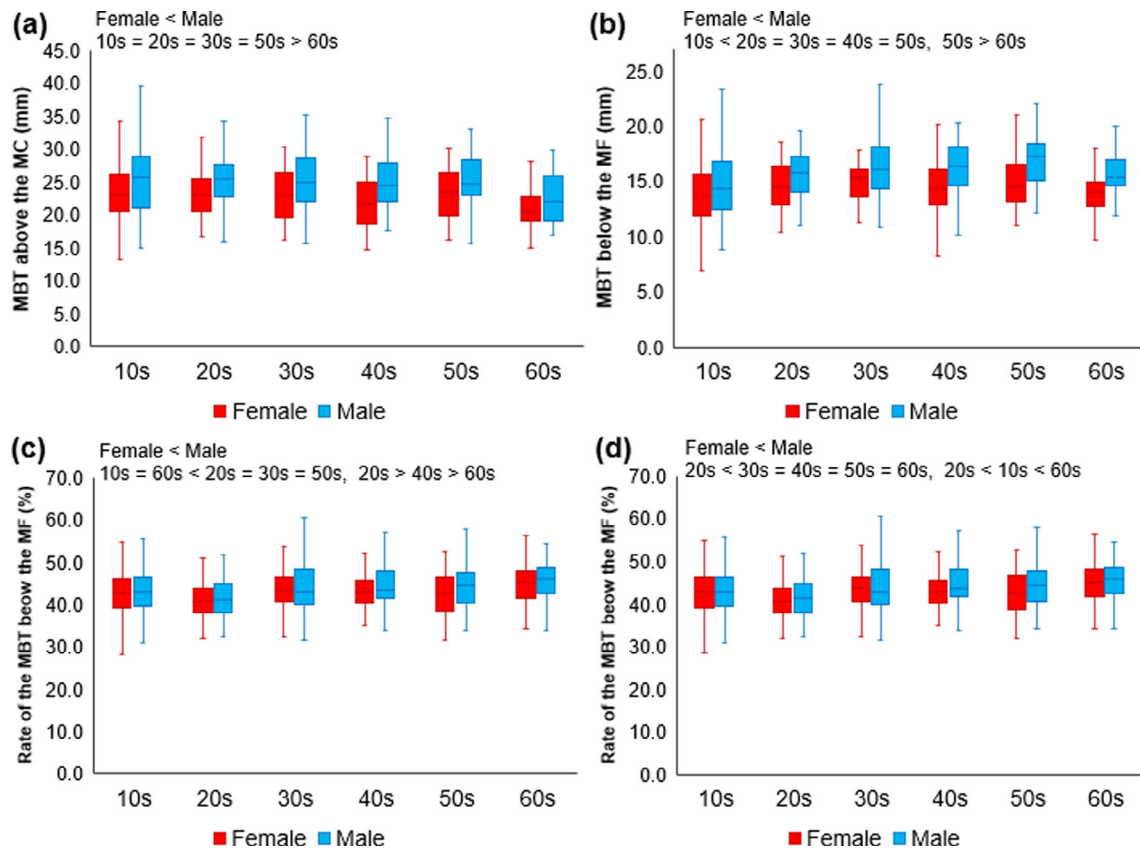 (a)
Female < Male
10s = 20s = 30s = 50s > 60s
MBT above the MC (mm)
45.0
40.0
35.0
30.0
25.0
20.0
15.0
10.0
5.0
0.0
10s 20s 30s 40s 50s 60s
Female Male
(b)
Female < Male
10s < 20s = 30s = 40s = 50s, 50s > 60s
MBT below the MF (mm)
25.0
20.0
15.0
10.0
5.0
0.0
10s 20s 30s 40s 50s 60s
Female Male
(c)
Female < Male
10s = 60s < 20s = 30s = 50s, 20s > 40s > 60s
Rate of the MBT beow the MF (%)
70.0
60.0
50.0
40.0
30.0
20.0
10.0
0.0
10s 20s 30s 40s 50s 60s
Female Male
(d)
Female < Male
20s < 30s = 40s = 50s = 60s, 20s < 10s < 60s
Rate of the MBT beow the MF (%)
70.0
60.0
50.0
40.0
30.0
20.0
10.0
0.0
10s 20s 30s 40s 50s 60s
Female Male